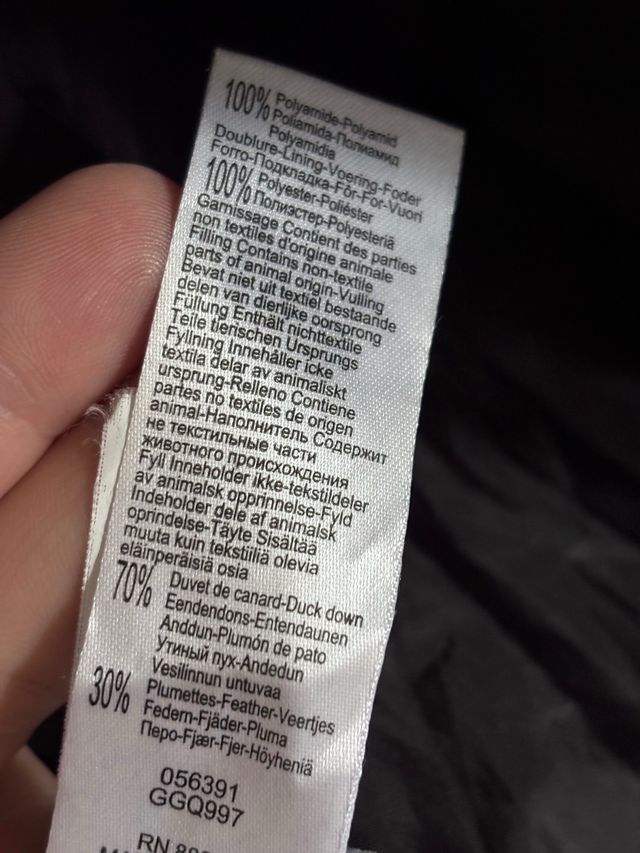 100% Polyamide-Polyamid
Poliamida-Полиамид
Polyamidia
Doublure-Lining-Voering-Foder
Forro-Подкладка-Fôr-For-Vuori
100% Polyester-Poliéster
Полиэстер-Polyesteriä
Garnissage Contient des parties
non textiles d'origine animale
Filling Contains non-textile
parts of animal origin-Vulling
Bevat niet uit textiel bestaande
delen van dierlijke oorsprong
Füllung Enthält nichttextile
Teile tierischen Ursprungs
Fyllning Innehåller icke
textila delar av animaliskt
ursprung-Relleno Contiene
partes no textiles de origen
animal-Наполнитель Содержит
не текстильные части
животного происхождения
Fyll Inneholder ikke-tekstildeler
av animalsk opprinnelse-Fyld
Indeholder dele af animalsk
oprindelse-Täyte Sisältää
muuta kuin tekstiiliä olevia
eläinperäisiä osia
70% Duvet de canard-Duck down
Eendendons-Entendaunen
Anddun-Plumón de pato
Утиный пух-Andedun
Vesilinnun untuvaa
30% Plumettes-Feather-Veertjes
Federn-Fjäder-Pluma
Перо-Fjær-Fjer-Höyheniä
056391
GGQ997
RN